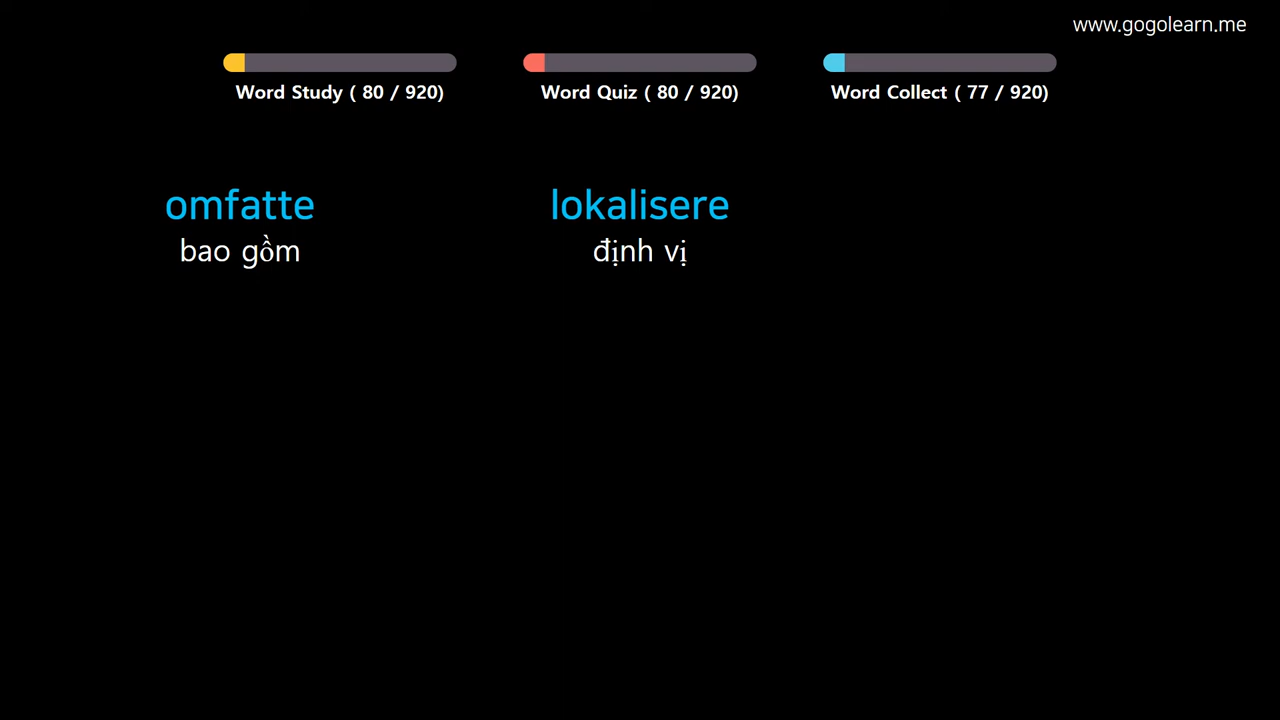 www.gogolearn.me
Word Study ( 80 / 920)
Word Quiz ( 80 / 920)
Word Collect ( 77 / 920)
omfatte
bao gồm
lokalisere
định vị